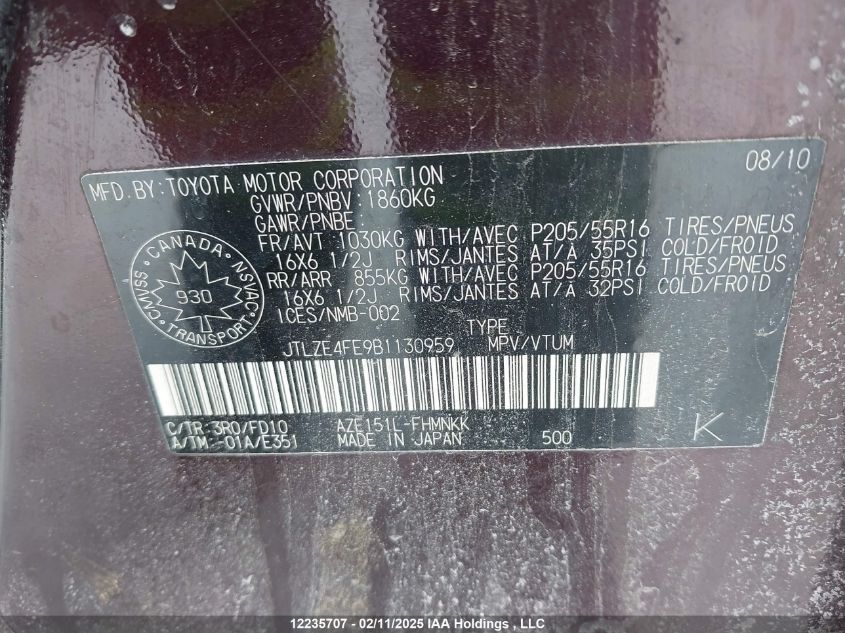 08/10
MFD.BY:TOYOTA MOTOR CORPORATION
GVWR/PNBV 1860KG
GAWR/PNBE
FR/AVT 1030KG WITH/AVEC P205/55R16 TIRES/PNEUS
16X6 1/2J RIMS/JANTES AT/À 35PSI COLD/FROID
RR/ARR 855KG WITH/AVEC P205/55R16 TIRES/PNEUS
16X6 1/2J RIMS/JANTES AT/À 32PSI COLD/FROID
ICES/NMB-002
CANADA
CMVSS NSVAC
930
TRANSPORT
TYPE
JTLZE4FE9B1130959 MPV/VTUM
C/TR:3R0/FD10 AZE151L-FHMNKK
A/TM:-01A/E351 MADE IN JAPAN 500 K
12235707 - 02/11/2025 IAA Holdings, LLC